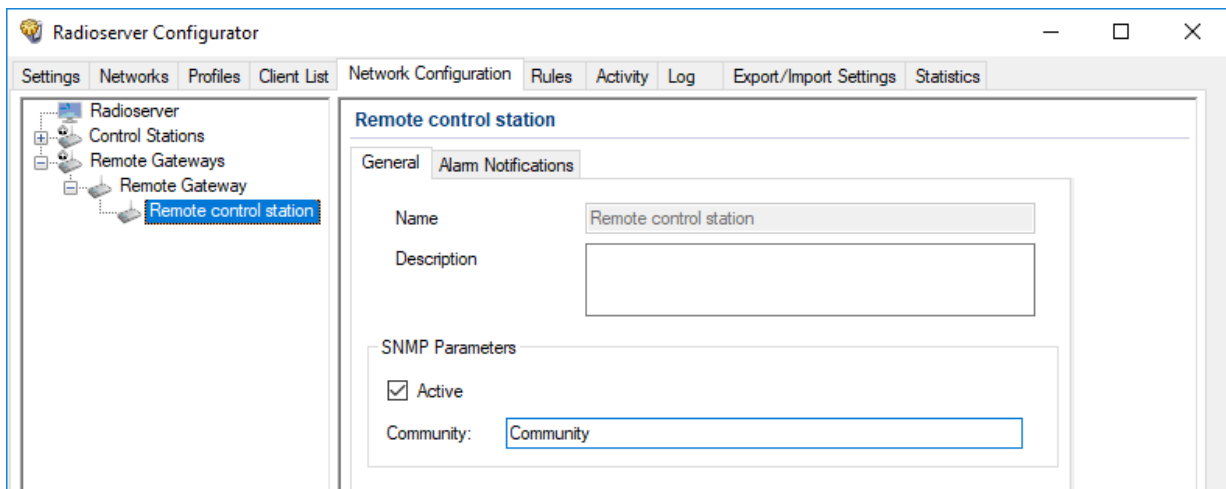 Radioserver Configurator
Settings Networks Profiles Client List Network Configuration Rules Activity Log Export/Import Settings Statistics
Radioserver
Control Stations
Remote Gateways
Remote Gateway
Remote control station
Remote control station
General Alarm Notifications
Name Remote control station
Description
SNMP Parameters
Active
Community: Community